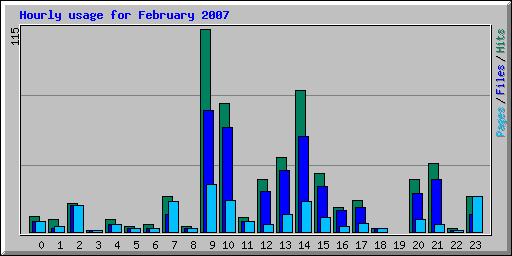 Hourly usage for February 2007
115
Pages/Files/Hits
0 1 2 3 4 5 6 7 8 9 10 11 12 13 14 15 16 17 18 19 20 21 22 23